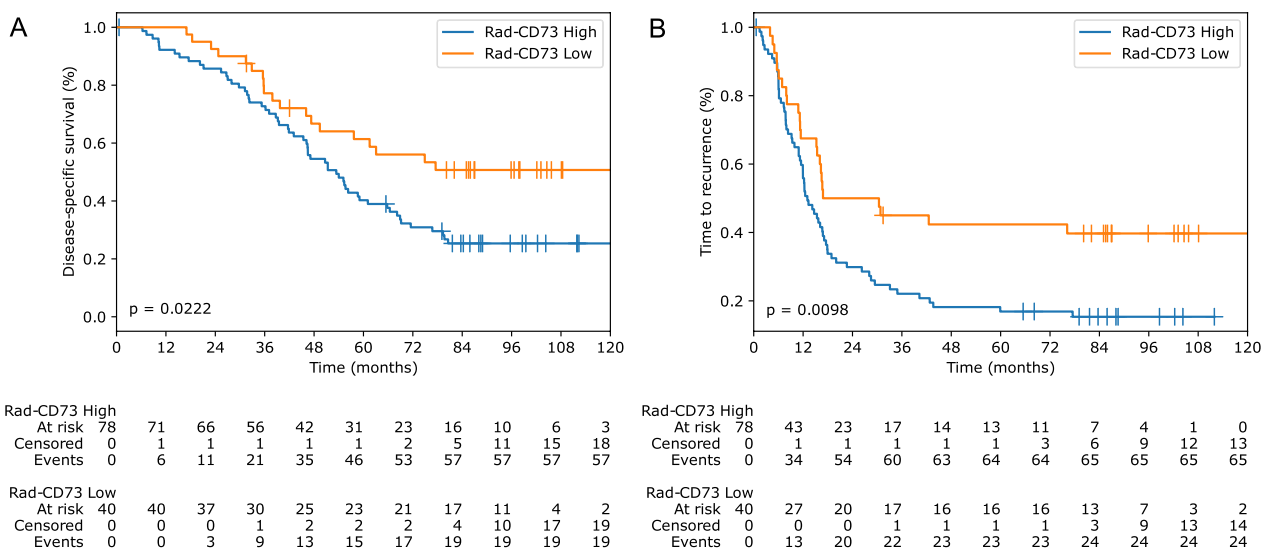 A
Rad-CD73 High
Rad-CD73 Low
Disease-specific survival (%)
1.0
0.8
0.6
0.4
0.2
0.0
p = 0.0222
0 12 24 36 48 60 72 84 96 108 120
Time (months)
Rad-CD73 High
At risk 78 71 66 56 42 31 23 16 10 6 3
Censored 0 1 1 1 1 1 2 5 11 15 18
Events 0 6 11 21 35 46 53 57 57 57 57
Rad-CD73 Low
At risk 40 40 37 30 25 23 21 17 11 4 2
Censored 0 0 0 1 2 2 2 4 10 17 19
Events 0 0 3 9 13 15 17 19 19 19 19
B
Rad-CD73 High
Rad-CD73 Low
Time to recurrence (%)
1.0
0.8
0.6
0.4
0.2
p = 0.0098
0 12 24 36 48 60 72 84 96 108 120
Time (months)
Rad-CD73 High
At risk 78 43 23 17 14 13 11 7 4 1 0
Censored 0 1 1 1 1 1 3 6 9 12 13
Events 0 34 54 60 63 64 64 65 65 65 65
Rad-CD73 Low
At risk 40 27 20 17 16 16 16 13 7 3 2
Censored 0 0 0 1 1 1 1 3 9 13 14
Events 0 13 20 22 23 23 23 24 24 24 24